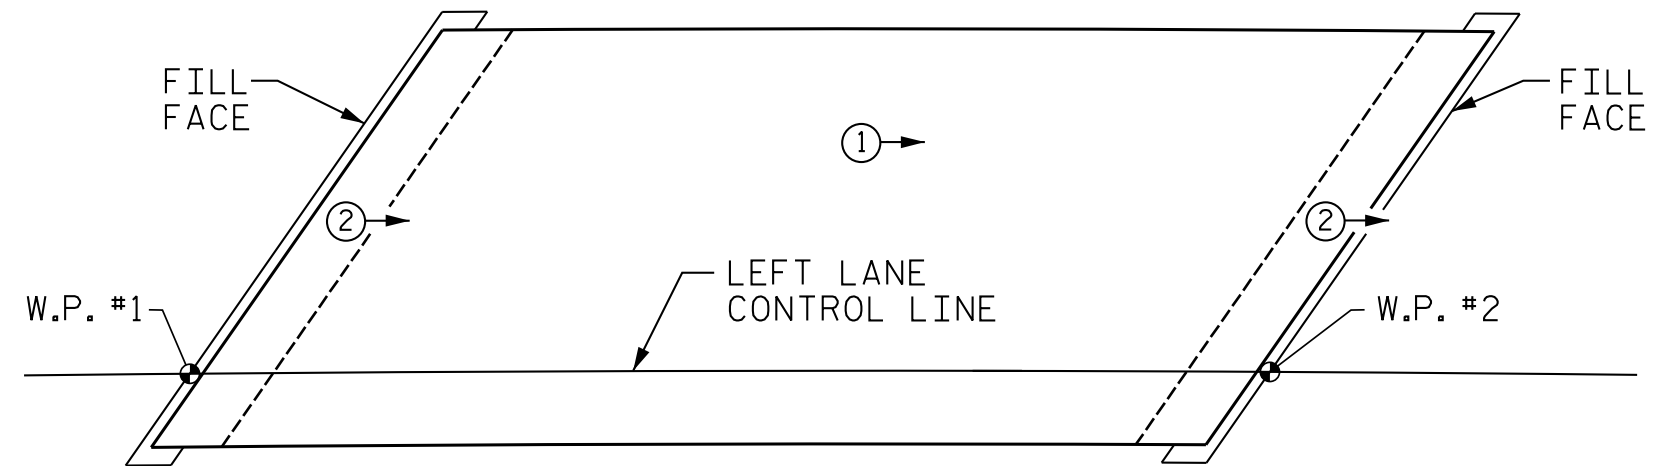 FILL
FACE
FILL
FACE
1
2
2
LEFT LANE
CONTROL LINE
W.P. #1
W.P. #2